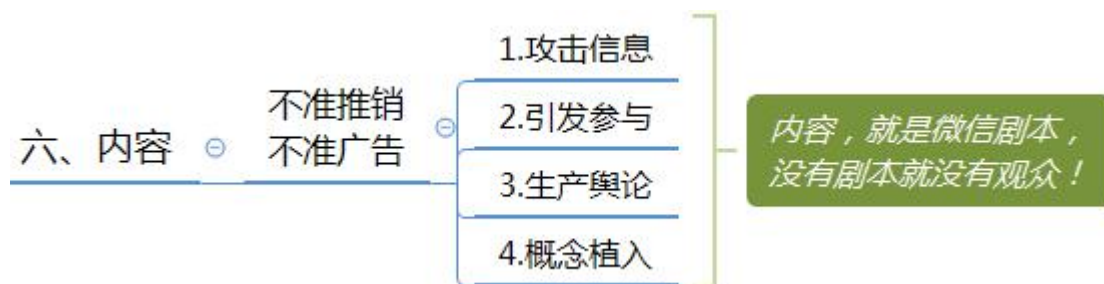 六、内容
不准推销
不准广告
1.攻击信息
2.引发参与
3.生产舆论
4.概念植入
内容，就是微信剧本，
没有剧本就没有观众！